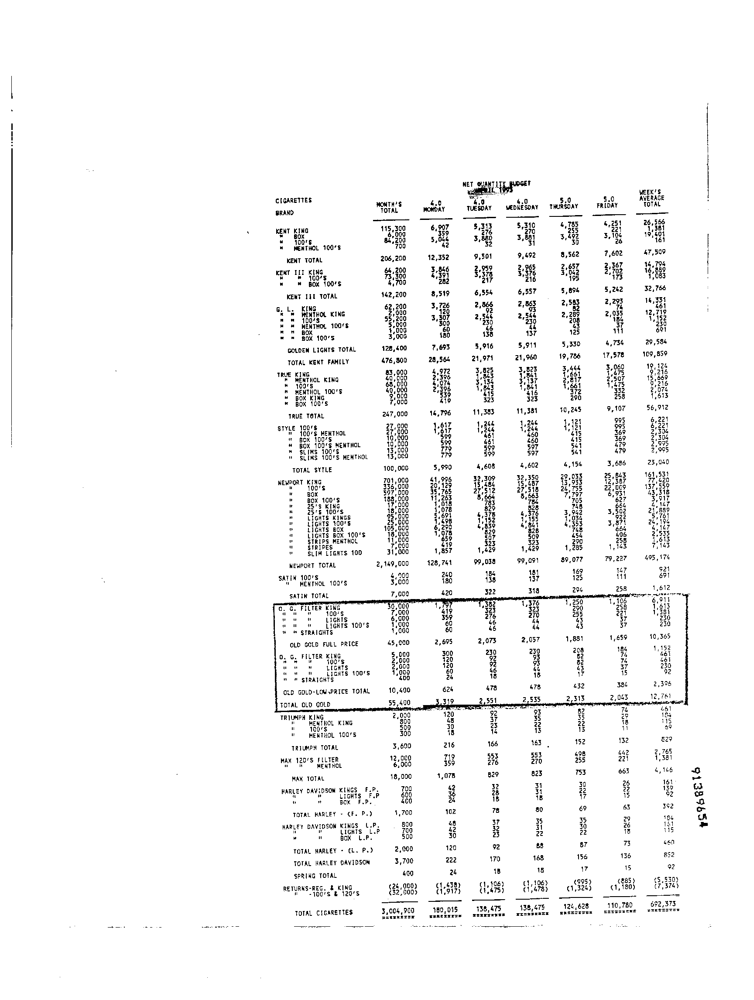 NET QUANTITY BUDGET
APRIL 1993
CIGARETTES MONTH'S 4.0 4.0 4.0 5.0 5.0 WEEK'S AVERAGE
BRAND TOTAL MONDAY TUESDAY WEDNESDAY THURSDAY FRIDAY TOTAL
KENT KING 115,300 6,907 5,313 5,310 4,785 4,251 26,566
" BOX 6,000 359 276 270 255 221 1,381
" 100'S 84,200 5,044 3,880 3,881 3,492 3,104 19,401
" MENTHOL 100'S 700 42 32 31 30 26 161
KENT TOTAL 206,200 12,352 9,501 9,492 8,562 7,602 47,509
KENT III KING 64,200 3,846 2,959 2,965 2,657 2,367 14,794
" " 100'S 73,300 4,391 3,378 3,376 3,042 2,702 16,889
" " BOX 100'S 4,700 282 217 216 195 173 1,083
KENT III TOTAL 142,200 8,519 6,554 6,557 5,894 5,242 32,766
G. L. KING 62,200 3,726 2,866 2,863 2,583 2,293 14,331
" " MENTHOL KING 2,000 120 92 93 82 74 461
" " 100'S 55,200 3,307 2,544 2,544 2,289 2,035 12,719
" " MENTHOL 100'S 5,000 300 230 230 208 184 1,152
" " BOX 1,000 60 46 44 43 37 230
" " BOX 100'S 3,000 180 138 137 125 111 691
GOLDEN LIGHTS TOTAL 128,400 7,693 5,916 5,911 5,330 4,734 29,584
TOTAL KENT FAMILY 476,800 28,564 21,971 21,960 19,786 17,578 109,859
TRUE KING 83,000 4,972 3,825 3,823 3,444 3,060 19,124
" MENTHOL KING 40,000 2,396 1,843 1,841 1,661 1,475 9,216
" 100'S 68,000 4,074 3,134 3,137 2,817 2,507 15,669
" MENTHOL 100'S 40,000 2,396 1,843 1,841 1,661 1,475 9,216
" BOX KING 9,000 539 415 416 372 332 2,074
" BOX 100'S 7,000 419 323 323 290 258 1,613
TRUE TOTAL 247,000 14,796 11,383 11,381 10,245 9,107 56,912
STYLE 100'S 27,000 1,617 1,244 1,244 1,121 995 6,221
" 100'S MENTHOL 27,000 1,617 1,244 1,244 1,121 995 6,221
" BOX 100'S 10,000 599 461 460 415 369 2,304
" BOX 100'S MENTHOL 10,000 599 461 460 415 369 2,304
" SLIMS 100'S 13,000 779 599 597 541 479 2,995
" SLIMS 100'S MENTHOL 13,000 779 599 597 541 479 2,995
TOTAL SYTLE 100,000 5,990 4,608 4,602 4,154 3,686 23,040
NEWPORT KING 701,000 41,996 32,309 32,350 29,033 25,843 161,531
" 100'S 336,000 20,129 15,484 15,487 13,933 12,387 77,420
" BOX 597,000 35,765 27,512 27,518 24,755 22,009 137,559
" BOX 100'S 188,000 11,263 8,664 8,663 7,797 6,931 43,318
" 25'S KING 17,000 1,018 783 784 705 627 3,917
" 25'S 100'S 18,000 1,078 829 828 748 664 4,147
" LIGHTS KINGS 95,000 5,691 4,378 4,376 3,942 3,502 21,889
" LIGHTS 100'S 25,000 1,498 1,152 1,151 1,034 922 5,761
" LIGHTS BOX 105,000 6,290 4,839 4,841 4,353 3,871 24,194
" LIGHTS BOX 100'S 18,000 1,078 829 828 748 664 4,147
" STRIPS MENTHOL 11,000 659 507 509 454 406 2,535
" STRIPES 7,000 419 323 323 290 258 1,613
" SLIM LIGHTS 100 31,000 1,857 1,429 1,429 1,285 1,143 7,143
NEWPORT TOTAL 2,149,000 128,741 99,038 99,091 89,077 79,227 495,174
SATIN 100'S 4,000 240 184 181 169 147 921
" MENTHOL 100'S 3,000 180 138 137 125 111 691
SATIN TOTAL 7,000 420 322 318 294 258 1,612
O. G. FILTER KING 30,000 1,797 1,382 1,376 1,250 1,106 6,911
" " " 100'S 7,000 419 323 323 290 258 1,613
" " " LIGHTS 6,000 359 276 270 255 221 1,381
" " " LIGHTS 100'S 1,000 60 46 44 43 37 230
" " STRAIGHTS 1,000 60 46 44 43 37 230
OLD GOLD FULL PRICE 45,000 2,695 2,073 2,057 1,881 1,659 10,365
O. G. FILTER KING 5,000 300 230 230 208 184 1,152
" " " 100'S 2,000 120 92 93 82 74 461
" " " LIGHTS 2,000 120 92 93 82 74 461
" " " LIGHTS 100'S 1,000 60 46 44 43 37 230
" " STRAIGHTS 400 24 18 18 17 15 92
OLD GOLD-LOW-PRICE TOTAL 10,400 624 478 478 432 384 2,396
TOTAL OLD GOLD 55,400 3,319 2,551 2,535 2,313 2,043 12,761
TRIUMPH KING 2,000 120 92 93 82 74 461
" MENTHOL KING 800 48 37 35 35 29 184
" 100'S 500 30 23 22 22 18 115
" MENTHOL 100'S 300 18 14 13 13 11 69
TRIUMPH TOTAL 3,600 216 166 163 152 132 829
MAX 120'S FILTER 12,000 719 553 553 498 442 2,765
" " MENTHOL 6,000 359 276 270 255 221 1,381
MAX TOTAL 18,000 1,078 829 823 753 663 4,146
HARLEY DAVIDSON KINGS F.P. 700 42 32 31 30 26 161
" " LIGHTS F.P 600 36 28 31 22 22 139
" " BOX F.P. 400 24 18 18 17 15 92
TOTAL HARLEY - (F. P.) 1,700 102 78 80 69 63 392
HARLEY DAVIDSON KINGS L.P. 800 48 37 35 35 29 184
" " LIGHTS L.P 700 42 32 31 30 26 161
" " BOX L.P. 500 30 23 22 22 18 115
TOTAL HARLEY - (L. P.) 2,000 120 92 88 87 73 460
TOTAL HARLEY DAVIDSON 3,700 222 170 168 156 136 852
SPRING TOTAL 400 24 18 18 17 15 92
RETURNS-REG. & KING (24,000) (1,438) (1,106) (1,106) (995) (885) (5,530)
" -100'S & 120'S (32,000) (1,917) (1,475) (1,478) (1,324) (1,180) (7,374)
TOTAL CIGARETTES 3,004,900 180,015 138,475 138,475 124,628 110,780 692,373
91389654